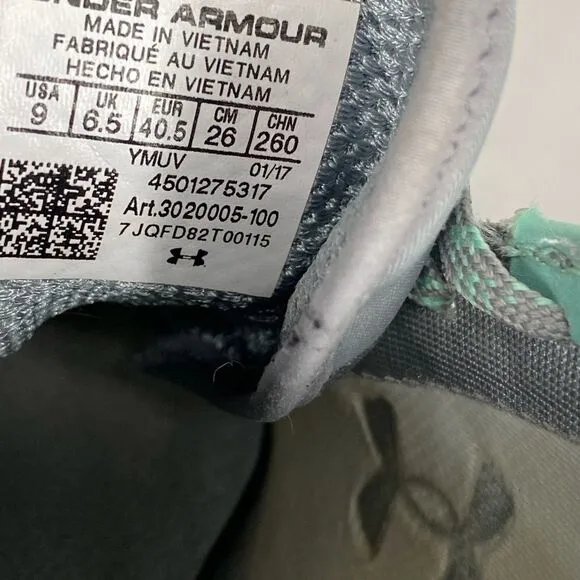 UNDER ARMOUR
MADE IN VIETNAM
FABRIQUÉ AU VIETNAM
HECHO EN VIETNAM
USA UK EUR CM CHN
9 6.5 40.5 26 260
YMUV 01/17
4501275317
Art.3020005-100
7JQFD82T00115